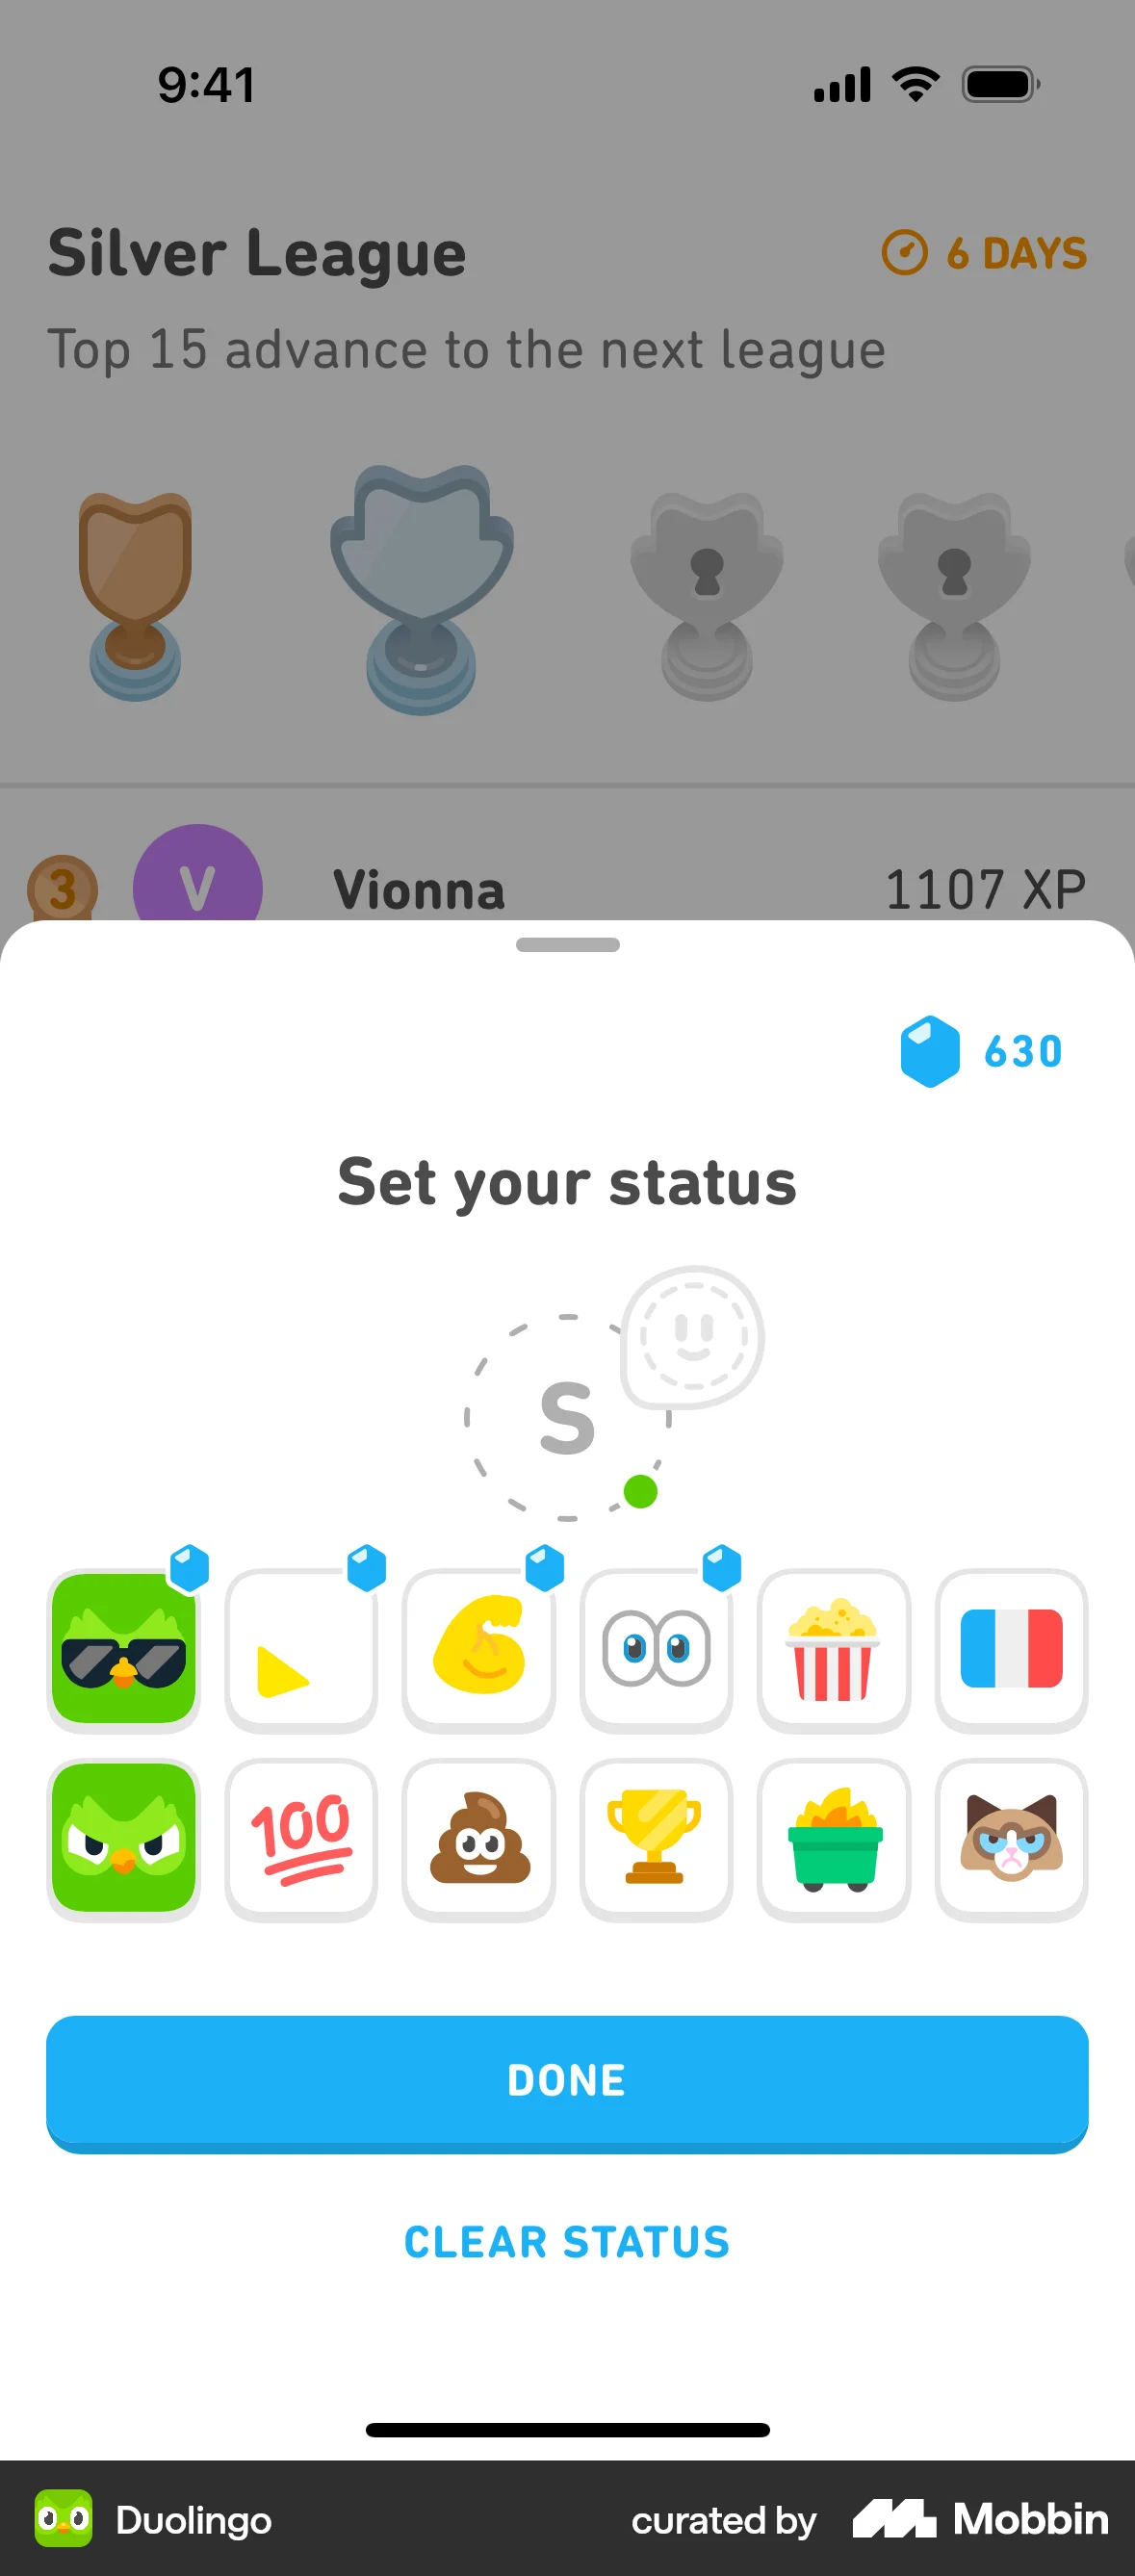 9:41
Silver League
6 DAYS
Top 15 advance to the next league
3 V Vionna 1107 XP
630
Set your status
S
100
DONE
CLEAR STATUS
Duolingo curated by Mobbin